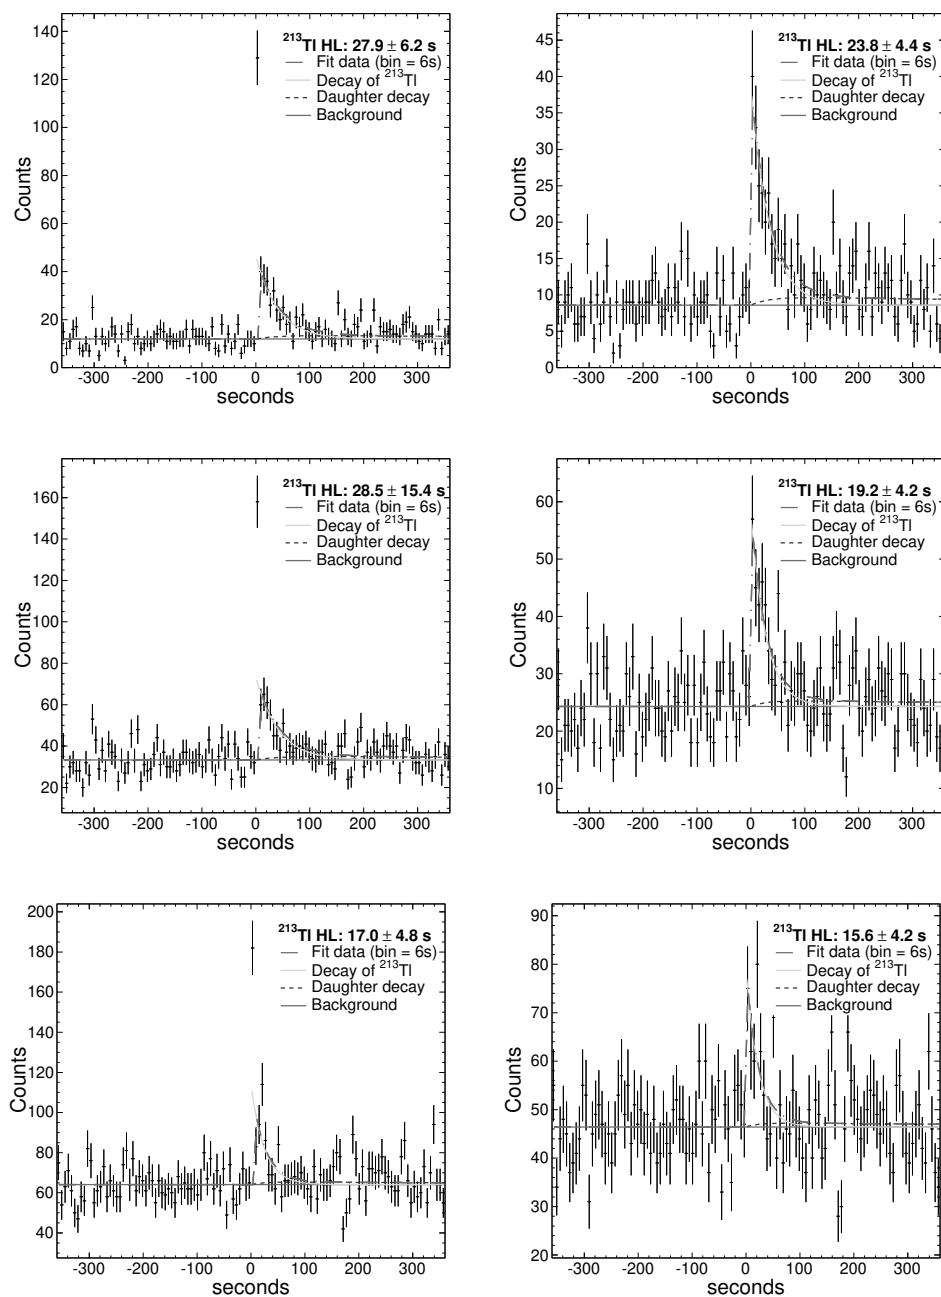 ²¹³Tl HL: 27.9 ± 6.2 s
Fit data (bin = 6s)
Decay of ²¹³Tl
Daughter decay
Background
Counts
140
120
100
80
60
40
20
0
-300 -200 -100 0 100 200 300
seconds
²¹³Tl HL: 23.8 ± 4.4 s
Fit data (bin = 6s)
Decay of ²¹³Tl
Daughter decay
Background
Counts
45
40
35
30
25
20
15
10
5
0
-300 -200 -100 0 100 200 300
seconds
²¹³Tl HL: 28.5 ± 15.4 s
Fit data (bin = 6s)
Decay of ²¹³Tl
Daughter decay
Background
Counts
160
140
120
100
80
60
40
20
-300 -200 -100 0 100 200 300
seconds
²¹³Tl HL: 19.2 ± 4.2 s
Fit data (bin = 6s)
Decay of ²¹³Tl
Daughter decay
Background
Counts
60
50
40
30
20
10
-300 -200 -100 0 100 200 300
seconds
²¹³Tl HL: 17.0 ± 4.8 s
Fit data (bin = 6s)
Decay of ²¹³Tl
Daughter decay
Background
Counts
200
180
160
140
120
100
80
60
40
-300 -200 -100 0 100 200 300
seconds
²¹³Tl HL: 15.6 ± 4.2 s
Fit data (bin = 6s)
Decay of ²¹³Tl
Daughter decay
Background
Counts
90
80
70
60
50
40
30
20
-300 -200 -100 0 100 200 300
seconds